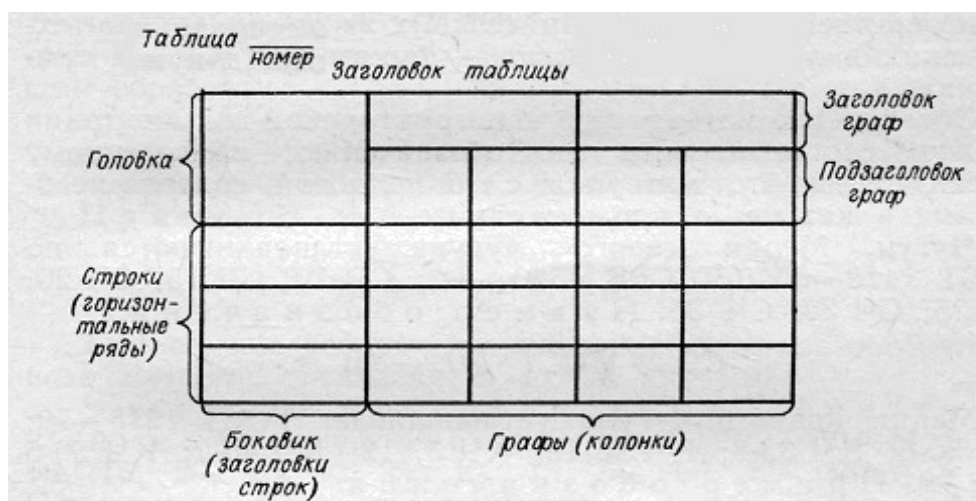 Таблица
номер
Заголовок таблицы
Заголовок
граф
Головка
Подзаголовок
граф
Строки
(горизон-
тальные
ряды)
Боковик
(заголовки
строк)
Графы (колонки)